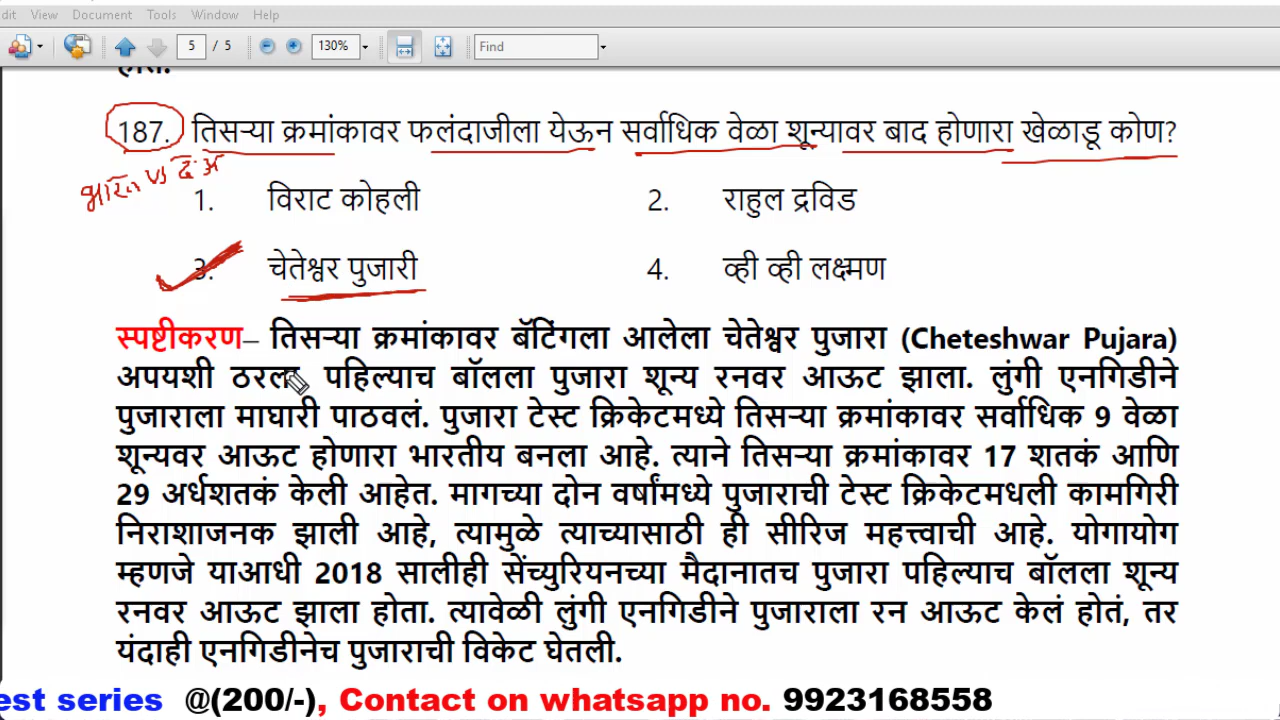 dit View Document Tools Window Help
5 / 5 130% Find
होता.
187. तिसऱ्या क्रमांकावर फलंदाजीला येऊन सर्वाधिक वेळा शून्यावर बाद होणारा खेळाडू कोण?
भारत vs द. अ
1. विराट कोहली 2. राहुल द्रविड
3. चेतेश्वर पुजारी 4. व्ही व्ही लक्ष्मण
स्पष्टीकरण– तिसऱ्या क्रमांकावर बॅटिंगला आलेला चेतेश्वर पुजारा (Cheteshwar Pujara)
अपयशी ठरला. पहिल्याच बॉलला पुजारा शून्य रनवर आऊट झाला. लुंगी एनगिडीने
पुजाराला माघारी पाठवलं. पुजारा टेस्ट क्रिकेटमध्ये तिसऱ्या क्रमांकावर सर्वाधिक 9 वेळा
शून्यवर आऊट होणारा भारतीय बनला आहे. त्याने तिसऱ्या क्रमांकावर 17 शतकं आणि
29 अर्धशतकं केली आहेत. मागच्या दोन वर्षांमध्ये पुजाराची टेस्ट क्रिकेटमधली कामगिरी
निराशाजनक झाली आहे, त्यामुळे त्याच्यासाठी ही सीरिज महत्त्वाची आहे. योगायोग
म्हणजे याआधी 2018 सालीही सेंच्युरियनच्या मैदानातच पुजारा पहिल्याच बॉलला शून्य
रनवर आऊट झाला होता. त्यावेळी लुंगी एनगिडीने पुजाराला रन आऊट केलं होतं, तर
यंदाही एनगिडीनेच पुजाराची विकेट घेतली.
est series @(200/-), Contact on whatsapp no. 9923168558